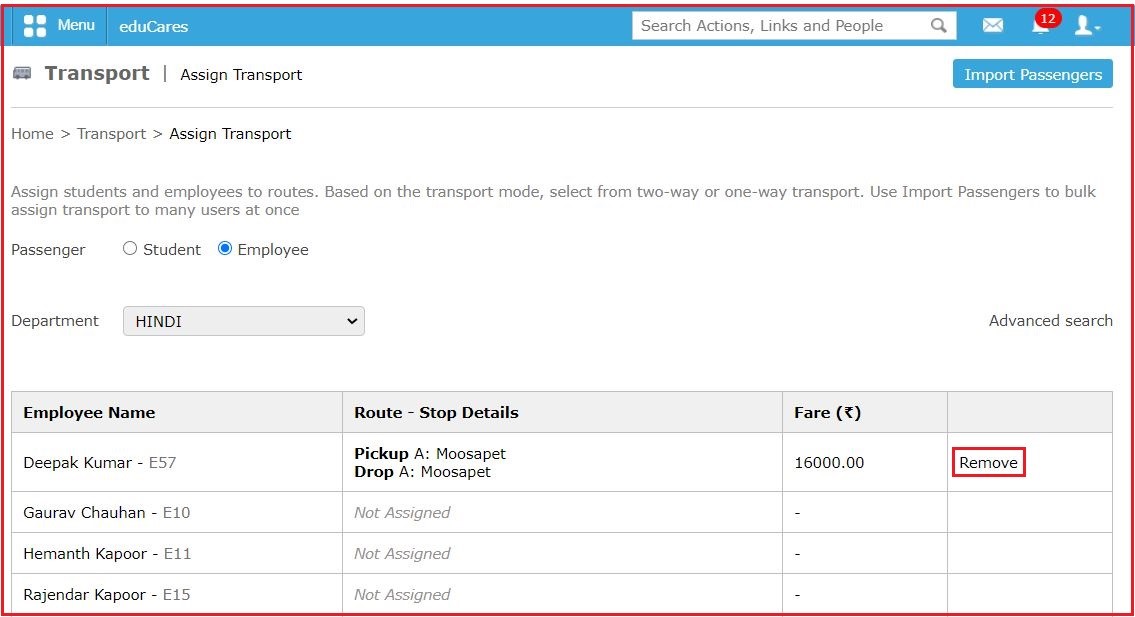 Menu eduCares Search Actions, Links and People 12
Transport | Assign Transport Import Passengers
Home > Transport > Assign Transport
Assign students and employees to routes. Based on the transport mode, select from two-way or one-way transport. Use Import Passengers to bulk
assign transport to many users at once
Passenger Student Employee
Department HINDI Advanced search
Employee Name Route - Stop Details Fare (₹)
Deepak Kumar - E57 Pickup A: Moosapet 16000.00 Remove
Drop A: Moosapet
Gaurav Chauhan - E10 Not Assigned -
Hemanth Kapoor - E11 Not Assigned -
Rajendar Kapoor - E15 Not Assigned -